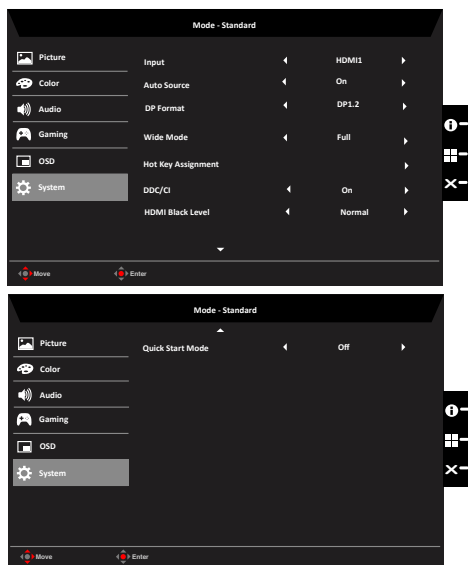 Mode - Standard
Picture
Input HDMI1
Color
Auto Source On
Audio
DP Format DP1.2
Gaming
Wide Mode Full
OSD
Hot Key Assignment
System
DDC/CI On
HDMI Black Level Normal
Move Enter
Mode - Standard
Picture
Quick Start Mode Off
Color
Audio
Gaming
OSD
System
Move Enter